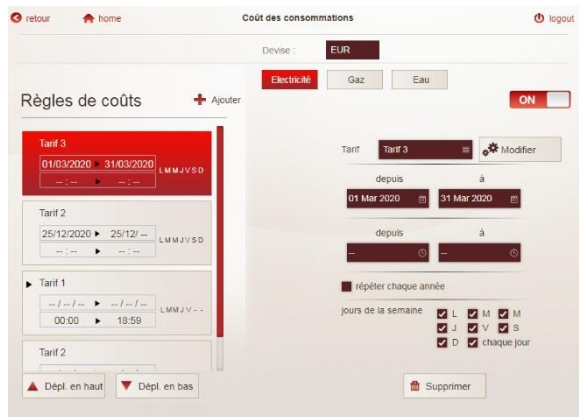 retour home Coût des consommations logout
Devise : EUR
Electricité Gaz Eau
Règles de coûts Ajouter
ON
Tarif 3
01/03/2020 31/03/2020
LMMJVSD
-- : -- -- : --
Tarif 2
25/12/2020 25/12/ --
LMMJVSD
-- : -- -- : --
Tarif 1
-- / -- / -- -- / -- / --
LMMJV--
00:00 18:59
Tarif 2
Dépl. en haut Dépl. en bas
Tarif Tarif 3 Modifier
depuis à
01 Mar 2020 31 Mar 2020
depuis à
-- --
répéter chaque année
jours de la semaine L M M
J V S
D chaque jour
Supprimer